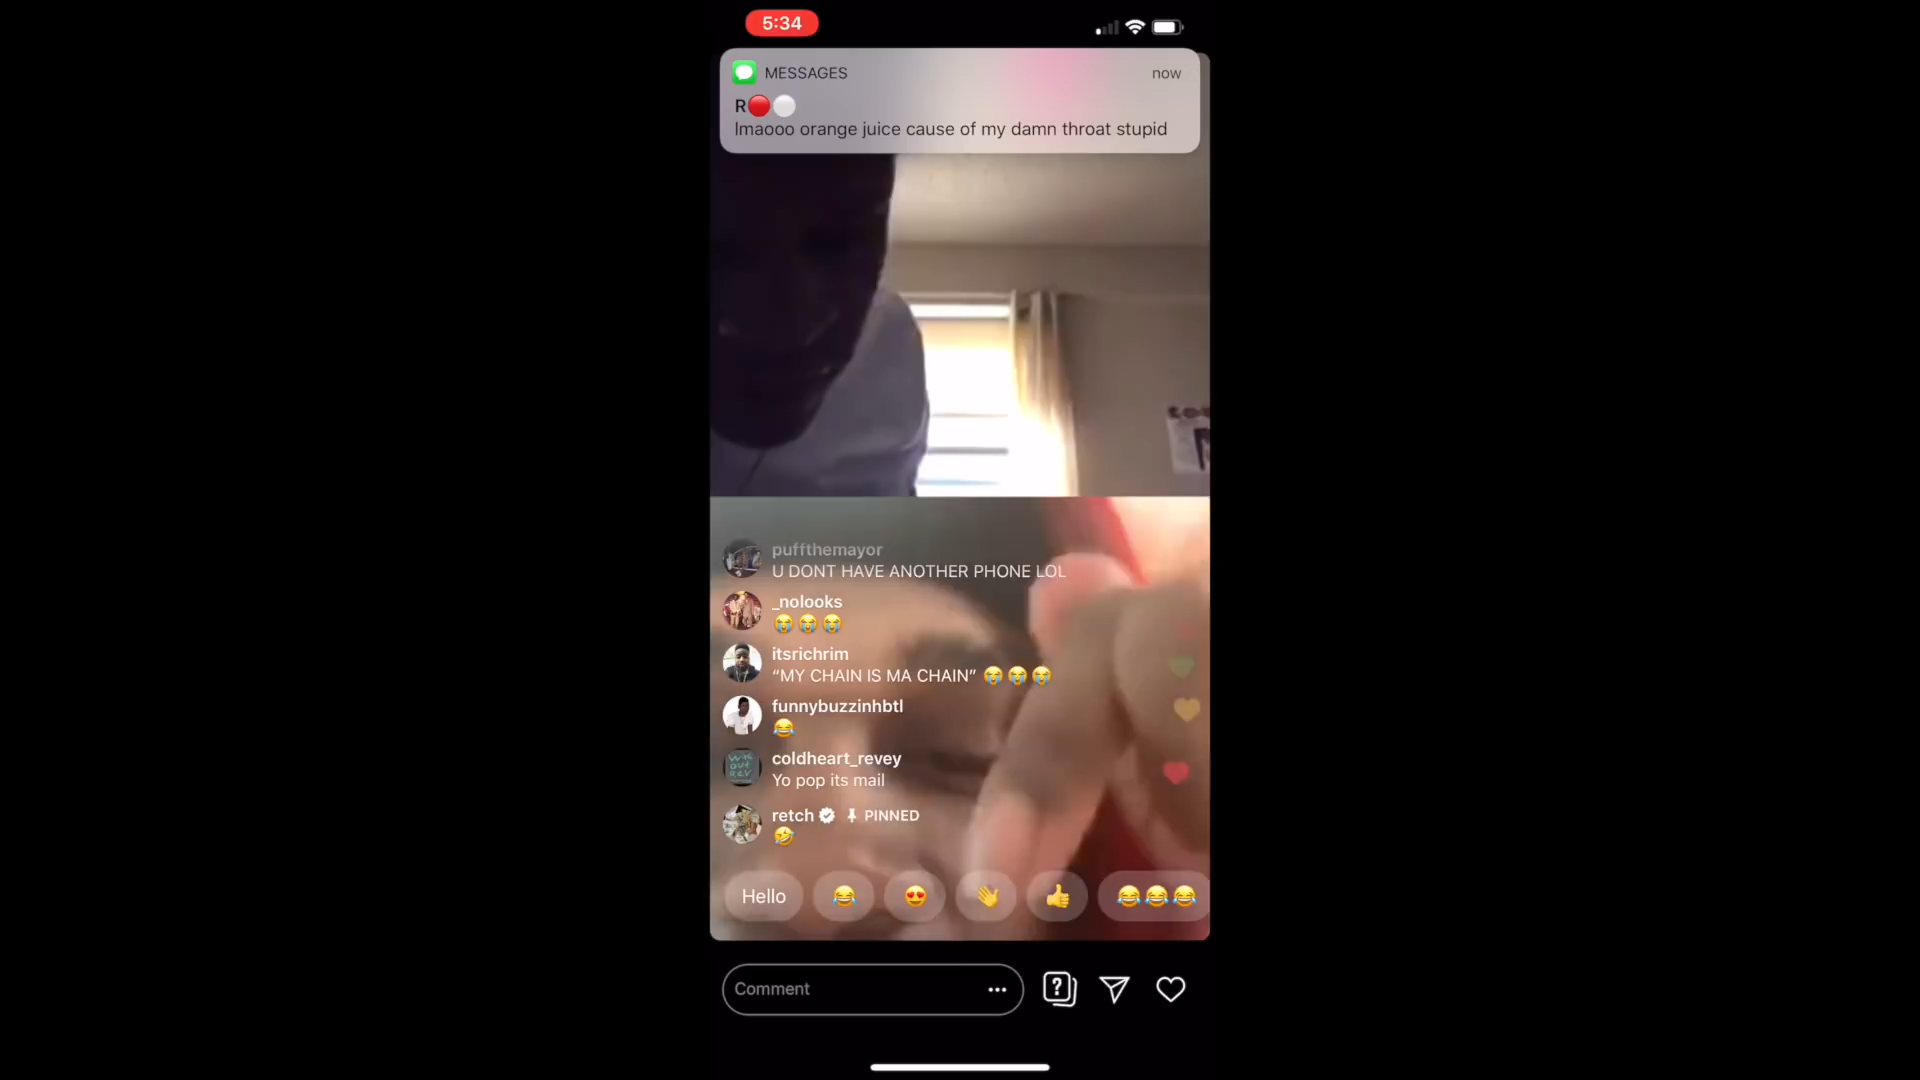 5:34
MESSAGES
now
R🔴⚪
lmaooo orange juice cause of my damn throat stupid
puffthemayor
U DONT HAVE ANOTHER PHONE LOL
_nolooks
😭😭😭
itsrichrim
“MY CHAIN IS MA CHAIN” 😭😭😭
funnybuzzinhbtl
😂
coldheart_revey
Yo pop its mail
retch PINNED
🤣
Hello 😂 😍 👋 👍 😂😂😂
Comment ...